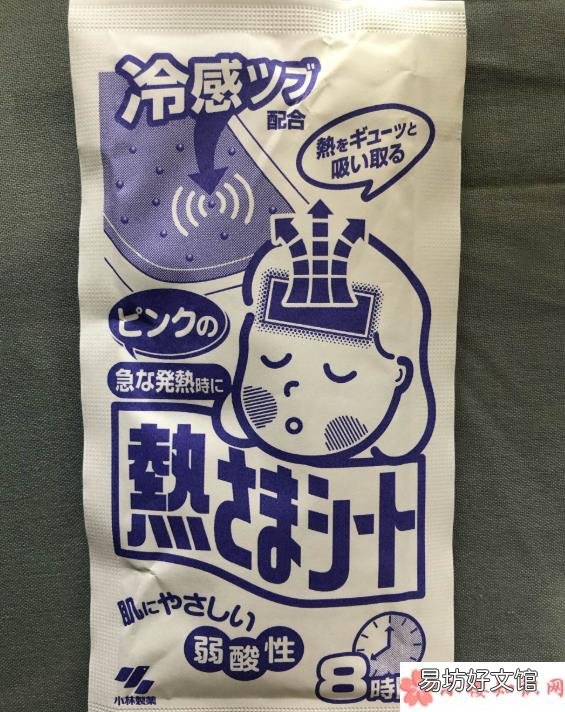 冷感ツブ
配合
熱をギューッと
吸い取る
ピンクの
急な発熱時に
熱さまシート
肌にやさしい
弱酸性
8時
小林製薬
易坊好文馆
网